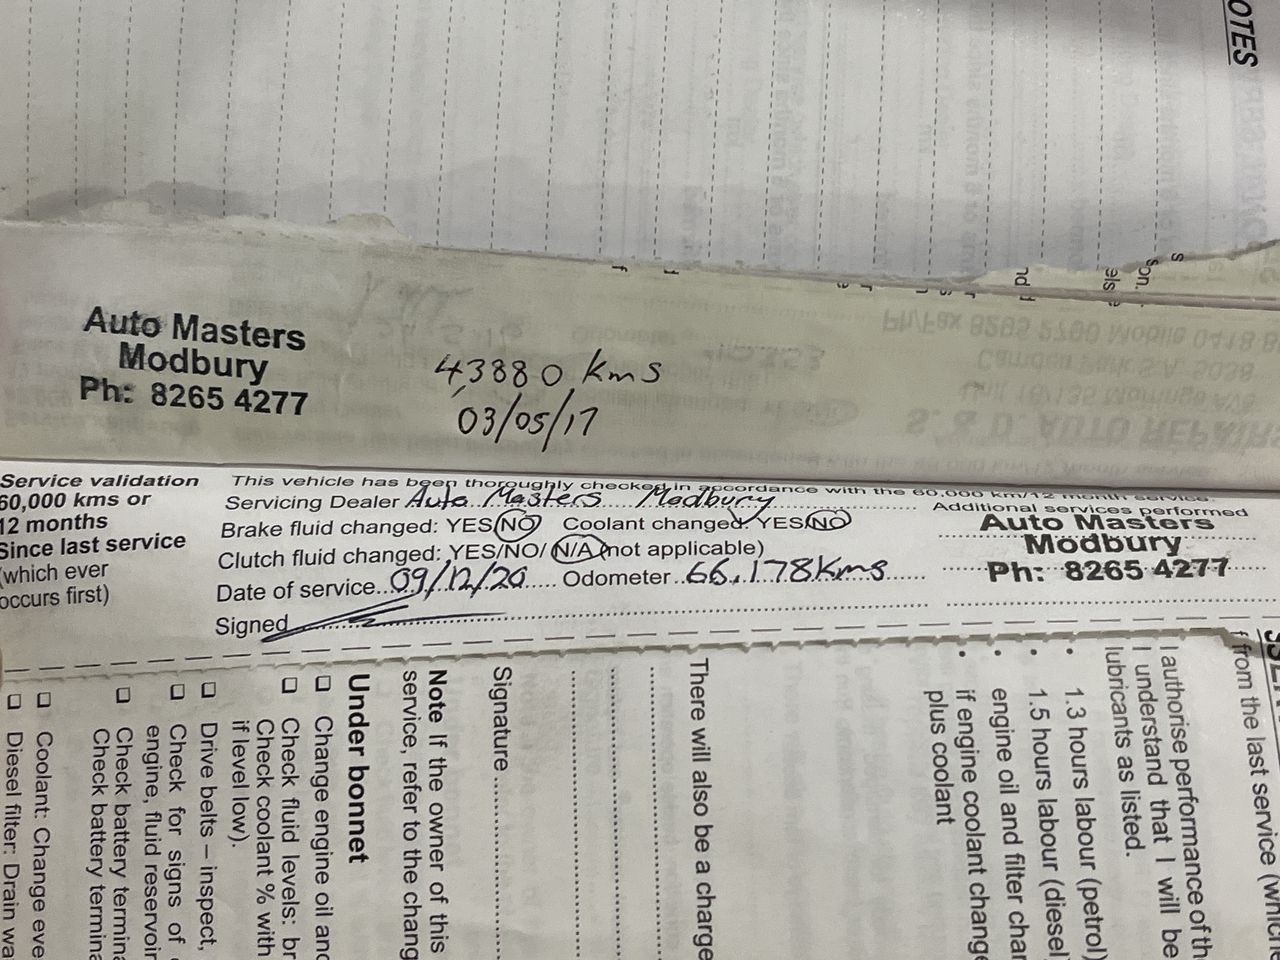 OTES
Auto Masters
Modbury
Ph: 8265 4277
43880 kms
03/05/17
Service validation
60,000 kms or
12 months
Since last service
(which ever
occurs first)
This vehicle has been thoroughly checked in accordance with the 60,000 km/12 month service.
Servicing Dealer Auto Masters Modbury
Brake fluid changed: YES/NO Coolant changed YES/NO
Clutch fluid changed: YES/NO/N/A (not applicable)
Date of service 09/12/20 Odometer 66,178 Kms
Signed
Additional services performed
Auto Masters
Modbury
Ph: 8265 4277
from the last service (which
I authorise performance of th
I understand that I will be
lubricants as listed.
• 1.3 hours labour (petrol)
• 1.5 hours labour (diesel)
• engine oil and filter chan
• if engine coolant change
plus coolant
There will also be a charge
Signature
Note If the owner of this
service, refer to the chang
Under bonnet
Change engine oil and
Check fluid levels: br
Check coolant % with
if level low).
Drive belts – inspect,
Check for signs of
engine, fluid reservoir
Check battery termina
Check battery termina
Coolant: Change eve
Diesel filter: Drain wa